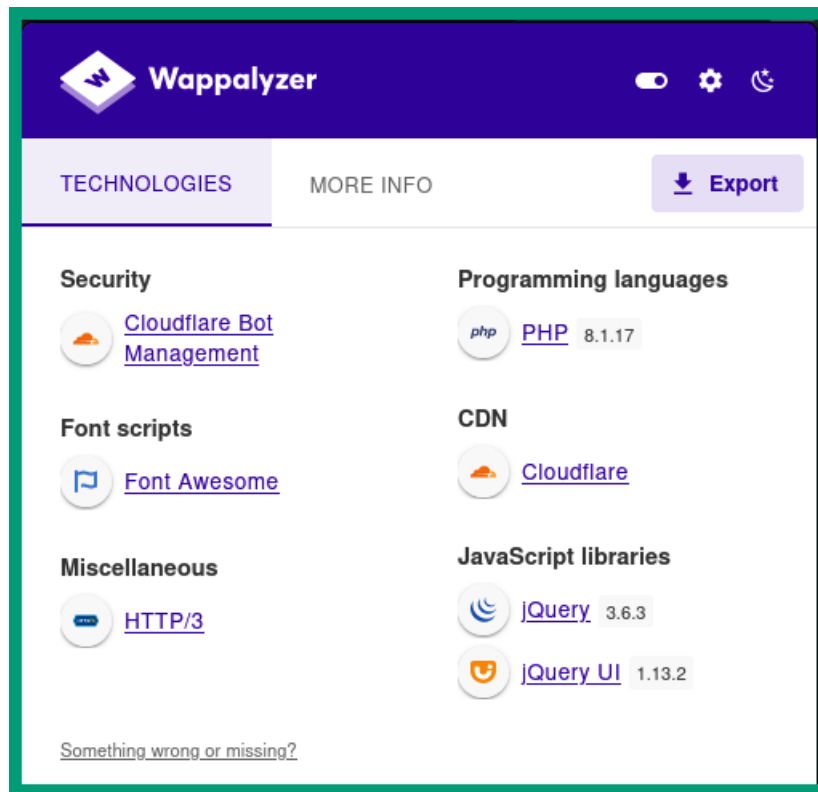 Wappalyzer
TECHNOLOGIES
MORE INFO
Export
Security
Cloudflare Bot
Management
Font scripts
Font Awesome
Miscellaneous
HTTP/3
Programming languages
php PHP 8.1.17
CDN
Cloudflare
JavaScript libraries
jQuery 3.6.3
jQuery UI 1.13.2
Something wrong or missing?